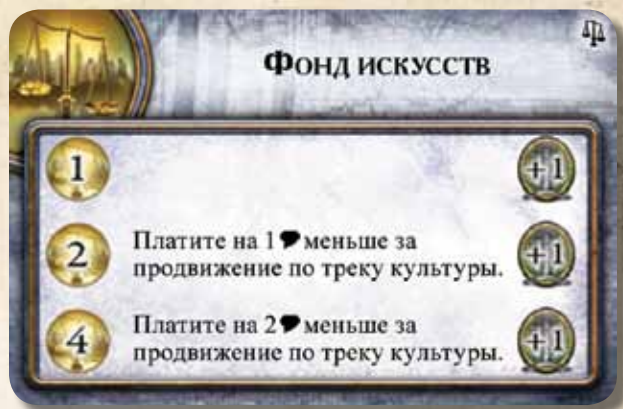 Фонд искусств
1 +1
2 Платите на 1 меньше за +1
продвижение по треку культуры.
4 Платите на 2 меньше за +1
продвижение по треку культуры.